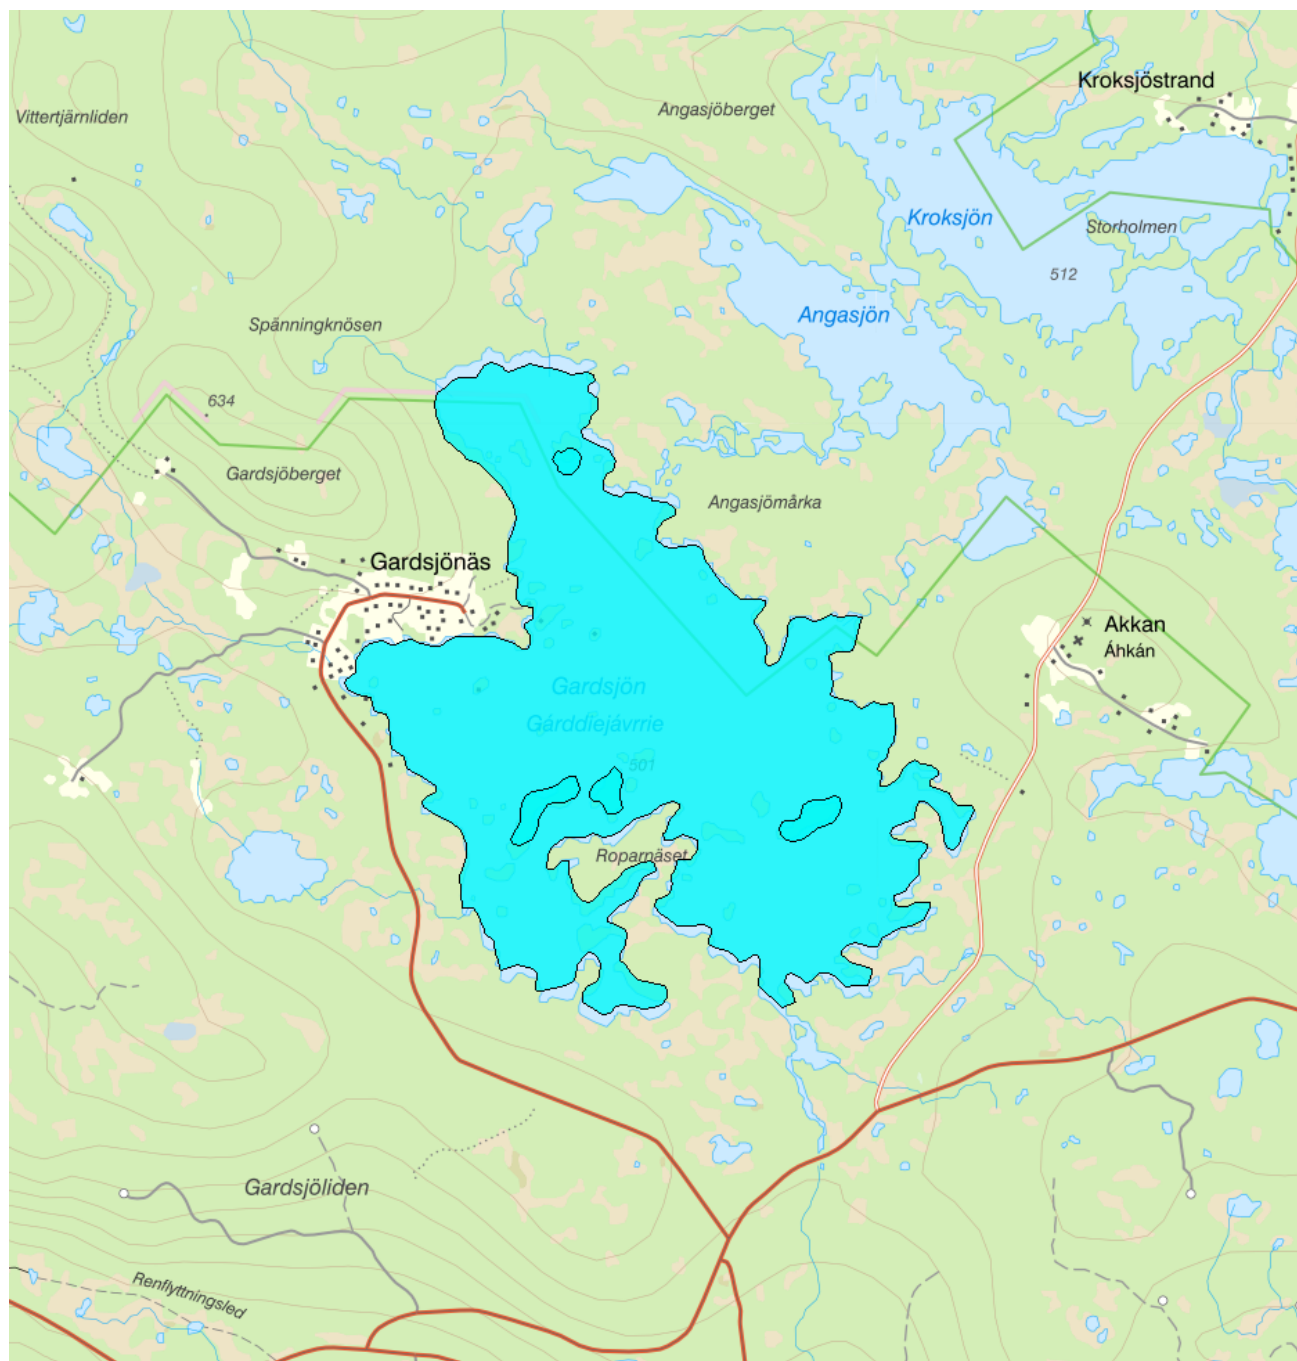 Kroksjöstrand
Angasjöberget
Vittertjärnliden
Kroksjön
Storholmen
512
Angasjön
Spänningknösen
634
Gardsjöberget
Angasjömårka
Gardsjönäs
Akkan
Áhkán
Gardsjön
Gårddiejávrrie
501
Roparnäset
Gardsjöliden
Renflyttningsled